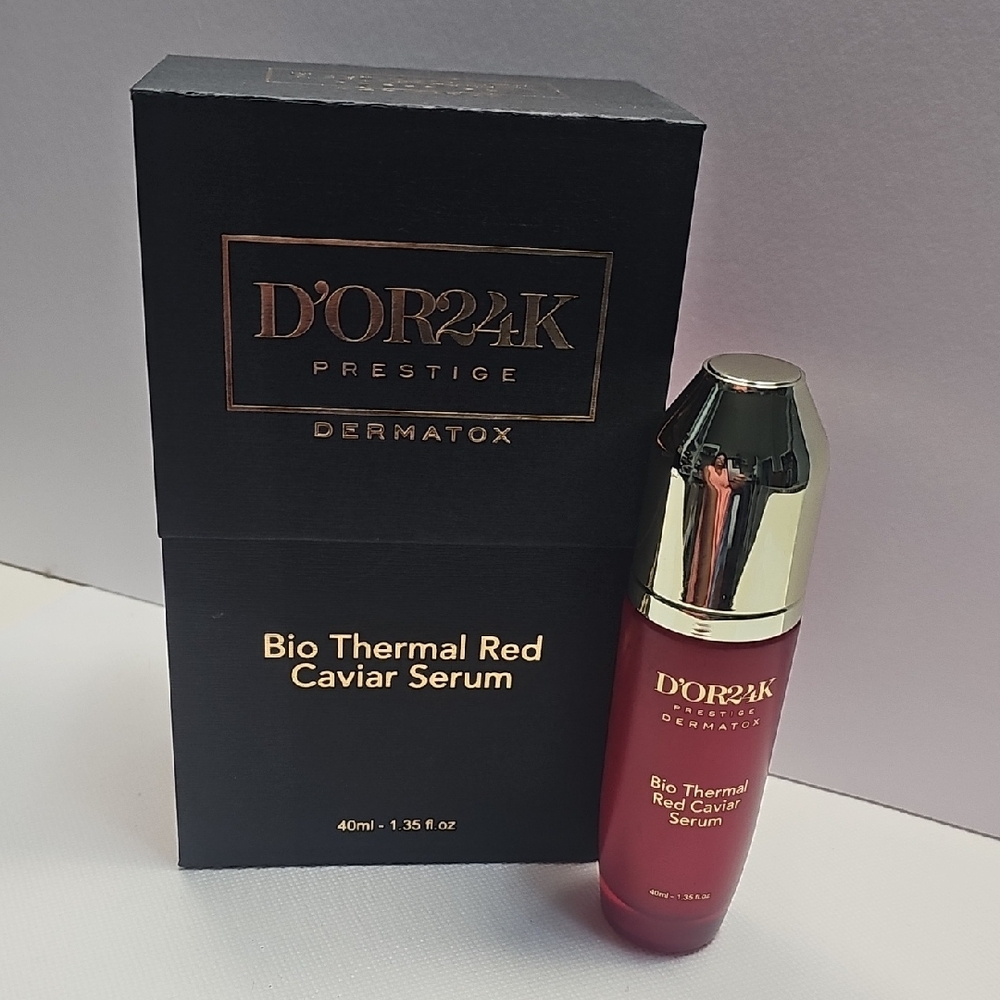 D'OR24K
PRESTIGE
DERMATOX
Bio Thermal Red
Caviar Serum
40ml - 1.35 fl.oz
D'OR24K
PRESTIGE
DERMATOX
Bio Thermal
Red Caviar
Serum
40ml - 1.35 fl.oz